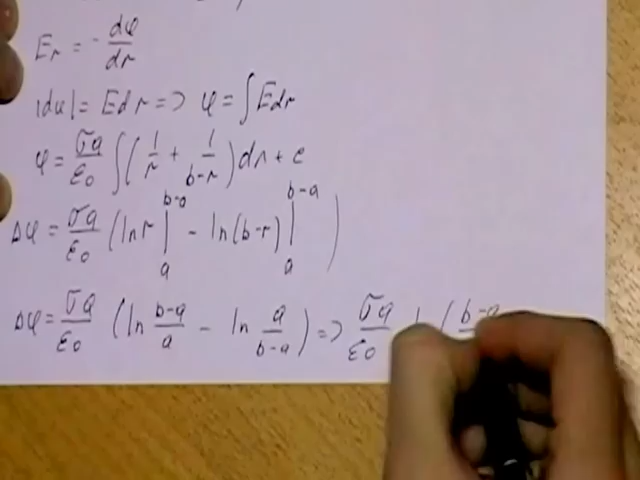 E_r = - dφ/dr
|dφ| = E dr => φ = ∫ E dr
φ = σa/ε₀ ∫ ( 1/r + 1/(b-r) ) dr + c
Δφ = σa/ε₀ ( ln r |_a^{b-a} - ln(b-r) |_a^{b-a} )
Δφ = σa/ε₀ ( ln (b-a)/a - ln a/(b-a) ) => σa/ε₀ ( b-a